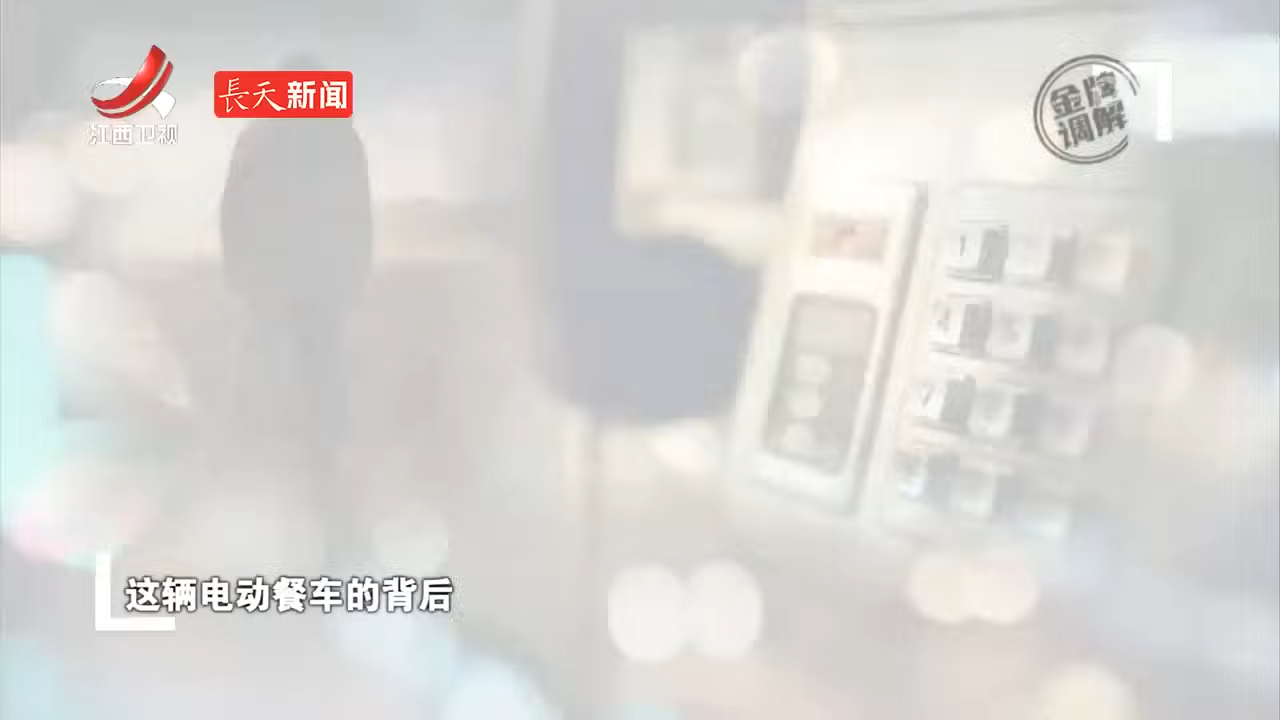 江西卫视
長天新闻
金牌
调解
这辆电动餐车的背后